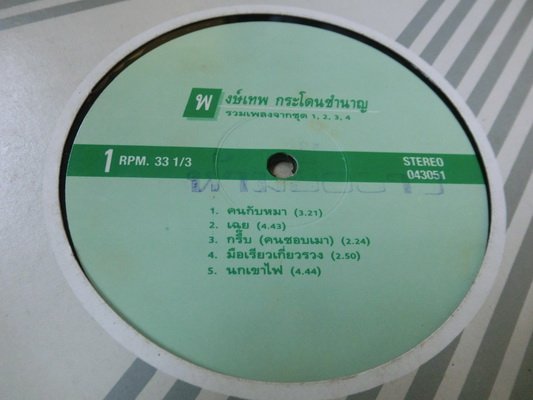 พงษ์เทพ กระโดนชำนาญ
รวมเพลงจากชุด 1, 2, 3, 4
1 RPM. 33 1/3
STEREO
043051
1. คนกับหมา (3.21)
2. เฉย (4.43)
3. กรึ๊บ (คนชอบเมา) (2.24)
4. มือเรียวเกี่ยวรวง (2.50)
5. นกเขาไฟ (4.44)